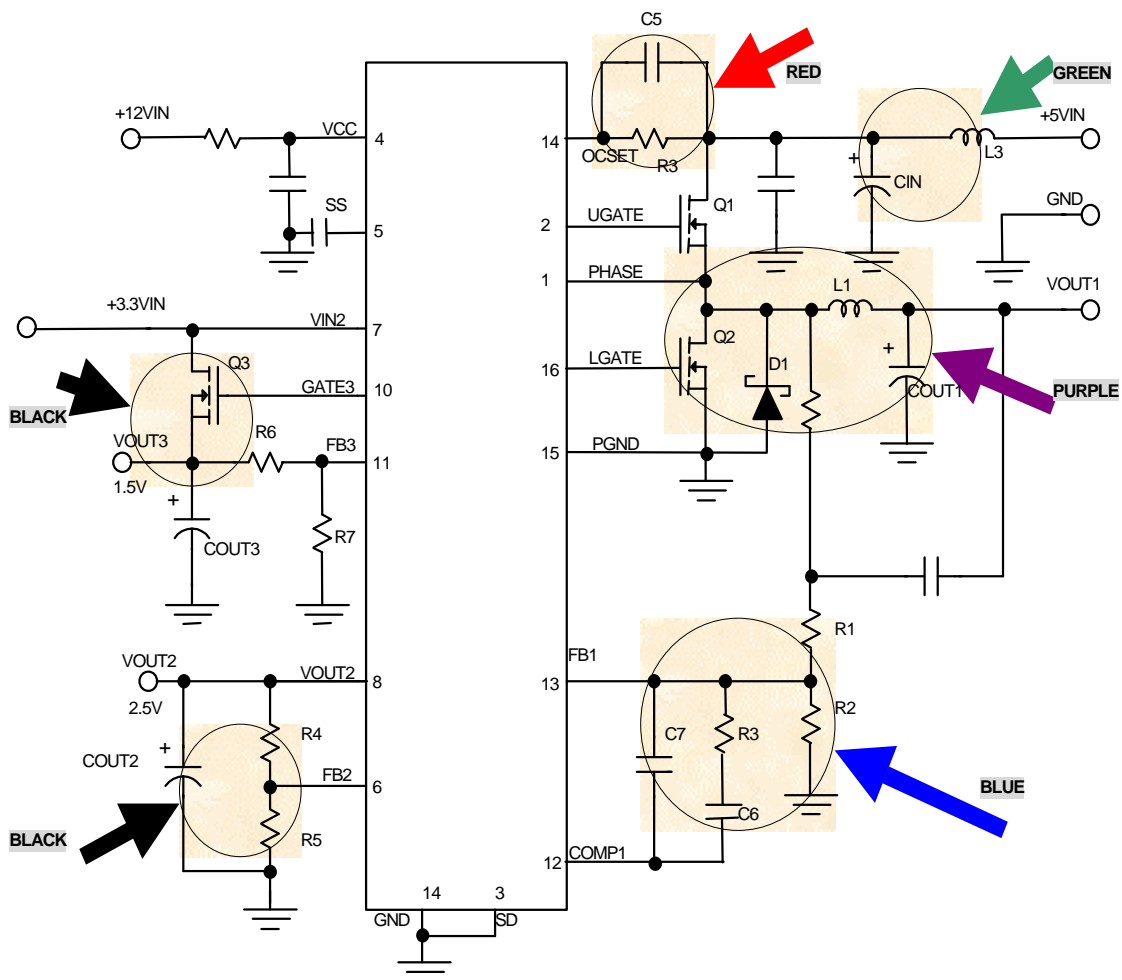 C5
RED
GREEN
+12VIN
VCC
4
14
OCSET
R3
+5VIN
L3
+
CIN
SS
5
UGATE
2
Q1
GND
PHASE
1
L1
VOUT1
+3.3VIN
VIN2
7
Q2
LGATE
16
D1
+
COUT1
PURPLE
Q3
GATE3
10
BLACK
VOUT3
1.5V
R6
FB3
11
PGND
15
+
COUT3
R7
R1
VOUT2
2.5V
VOUT2
8
FB1
13
R2
C7
R3
C6
BLUE
R4
+
COUT2
FB2
6
R5
BLACK
COMP1
12
14
3
GND
SD